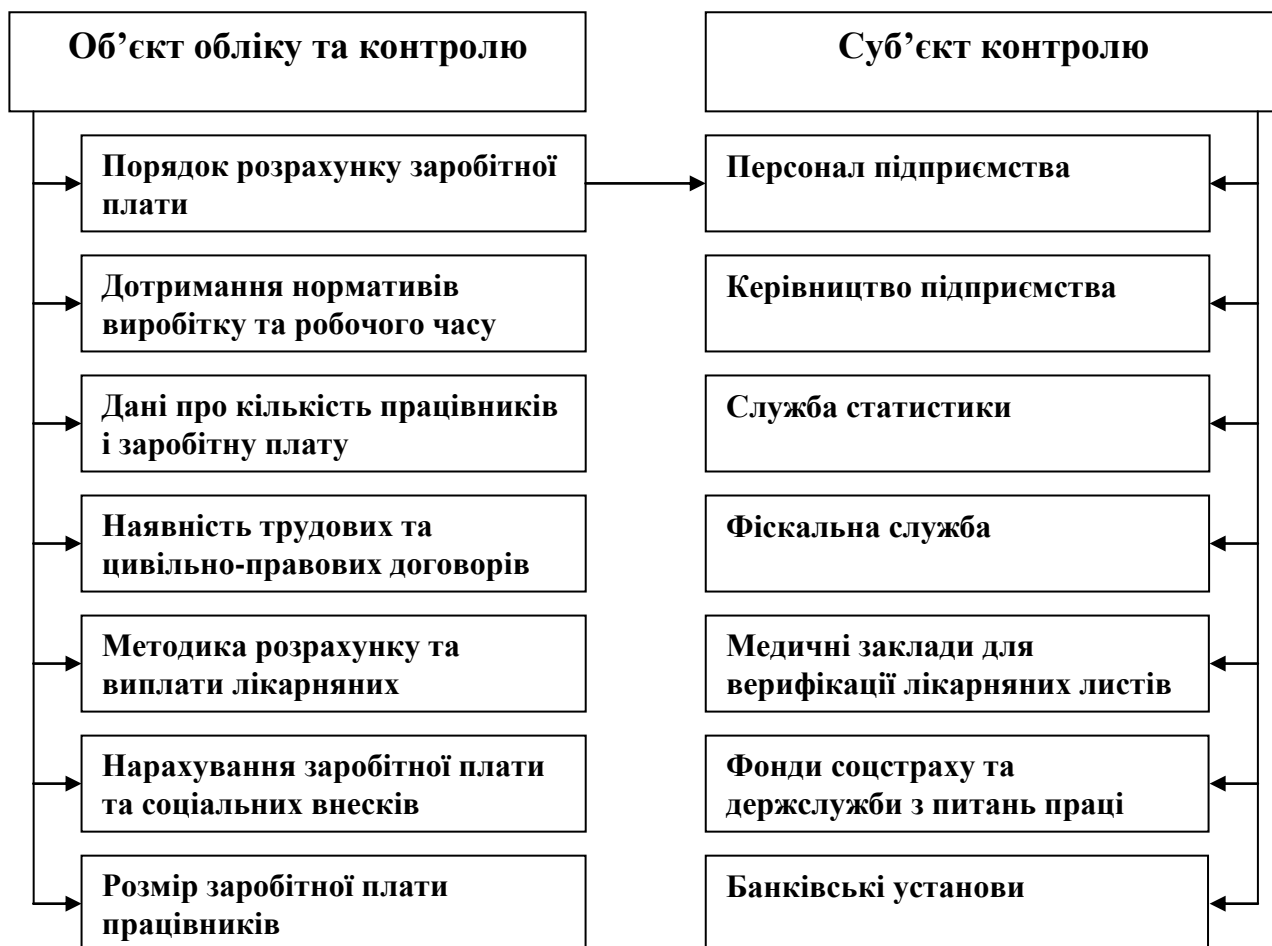 Об’єкт обліку та контролю
Суб’єкт контролю
Порядок розрахунку заробітної
плати
Персонал підприємства
Дотримання нормативів
виробітку та робочого часу
Керівництво підприємства
Дані про кількість працівників
і заробітну плату
Служба статистики
Наявність трудових та
цивільно-правових договорів
Фіскальна служба
Методика розрахунку та
виплати лікарняних
Медичні заклади для
верифікації лікарняних листів
Нарахування заробітної плати
та соціальних внесків
Фонди соцстраху та
держслужби з питань праці
Розмір заробітної плати
працівників
Банківські установи